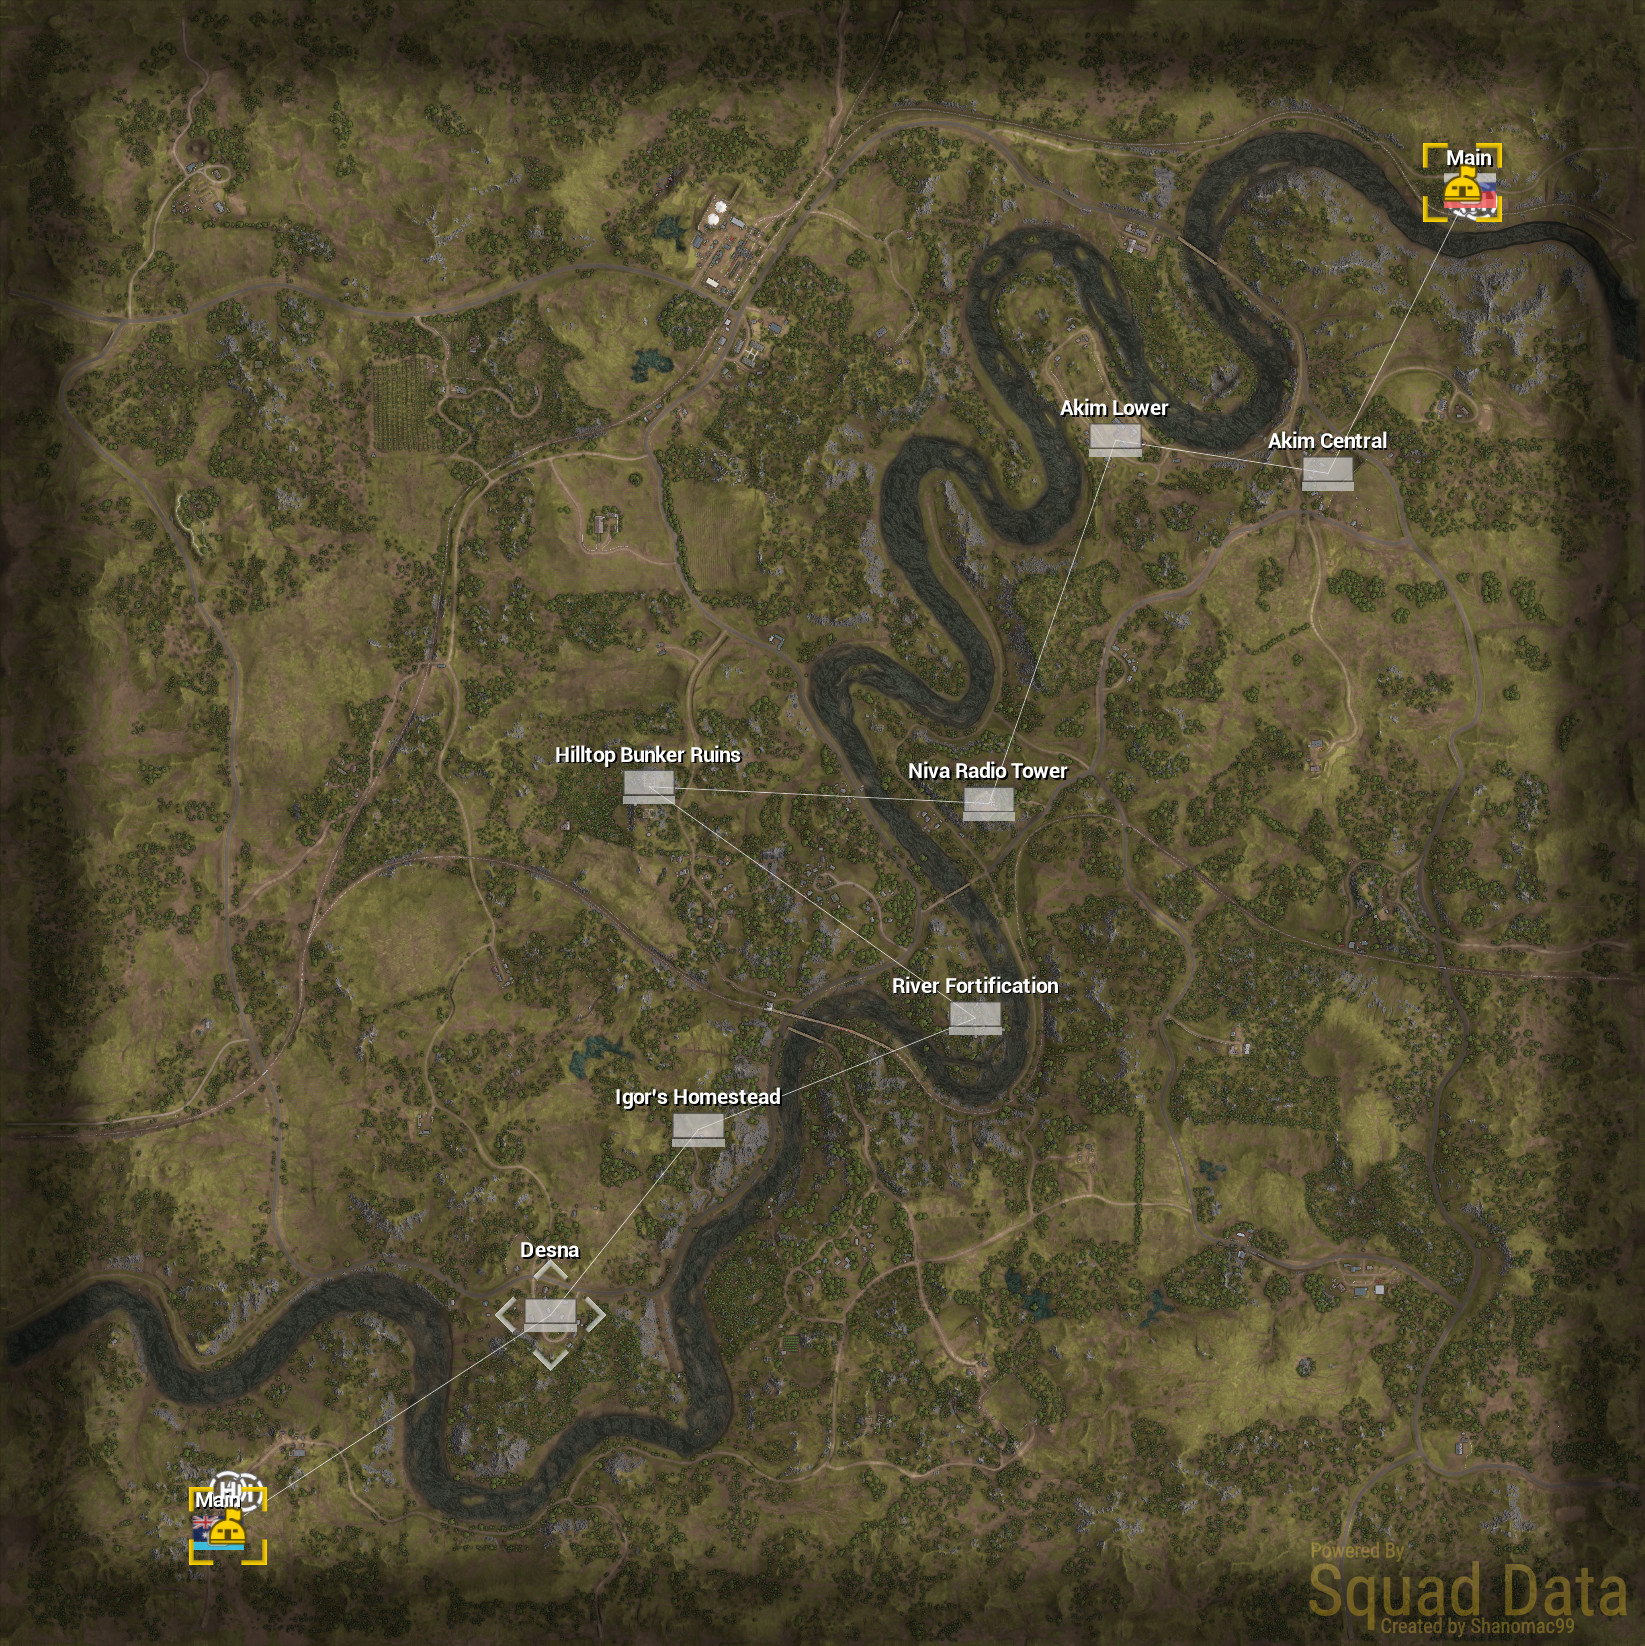 Main
Akim Lower
Akim Central
Hilltop Bunker Ruins
Niva Radio Tower
River Fortification
Igor's Homestead
Desna
Main
Powered By
Squad Data
Created by Shanomac99